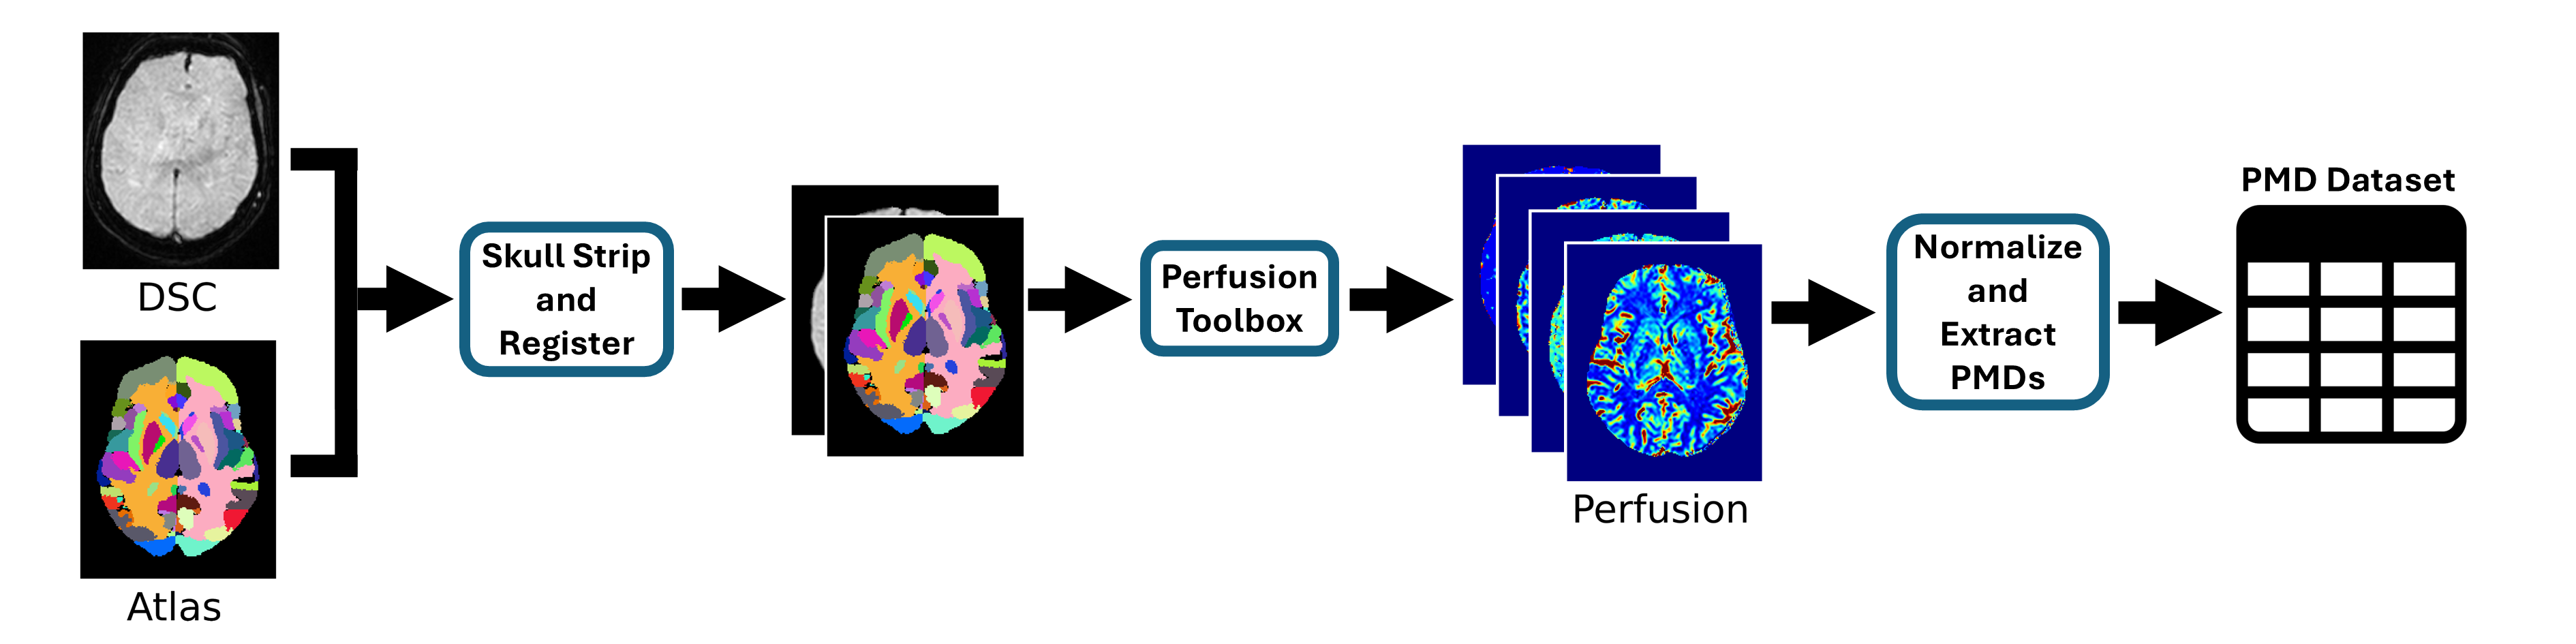 DSC
Atlas
Skull Strip
and
Register
Perfusion
Toolbox
Perfusion
Normalize
and
Extract
PMDs
PMD Dataset